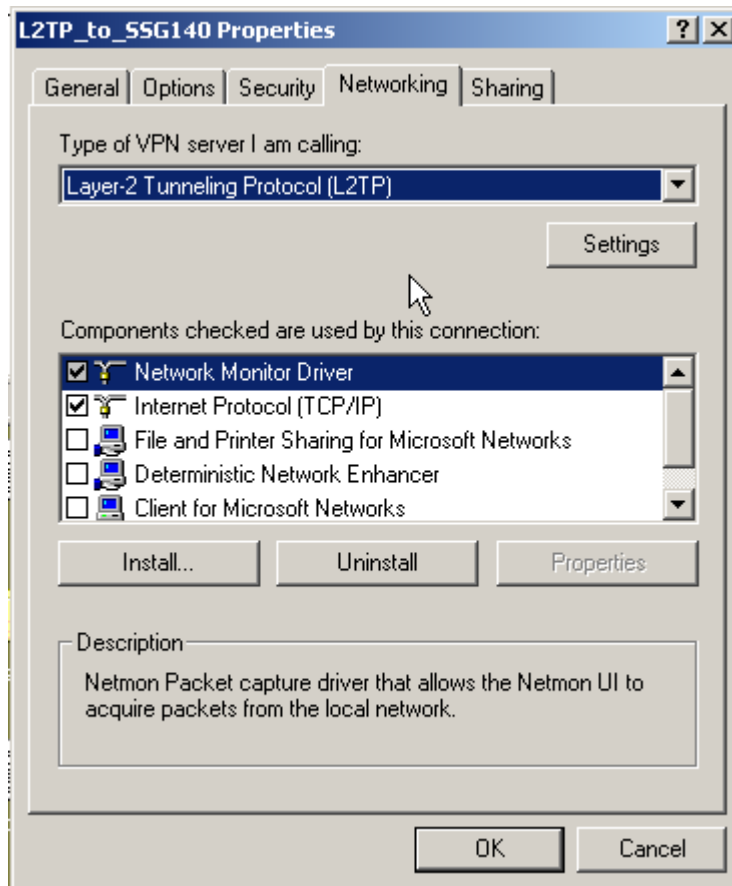 L2TP_to_SSG140 Properties
General Options Security Networking Sharing
Type of VPN server I am calling:
Layer-2 Tunneling Protocol (L2TP)
Settings
Components checked are used by this connection:
Network Monitor Driver
Internet Protocol (TCP/IP)
File and Printer Sharing for Microsoft Networks
Deterministic Network Enhancer
Client for Microsoft Networks
Install... Uninstall Properties
Description
Netmon Packet capture driver that allows the Netmon UI to
acquire packets from the local network.
OK Cancel